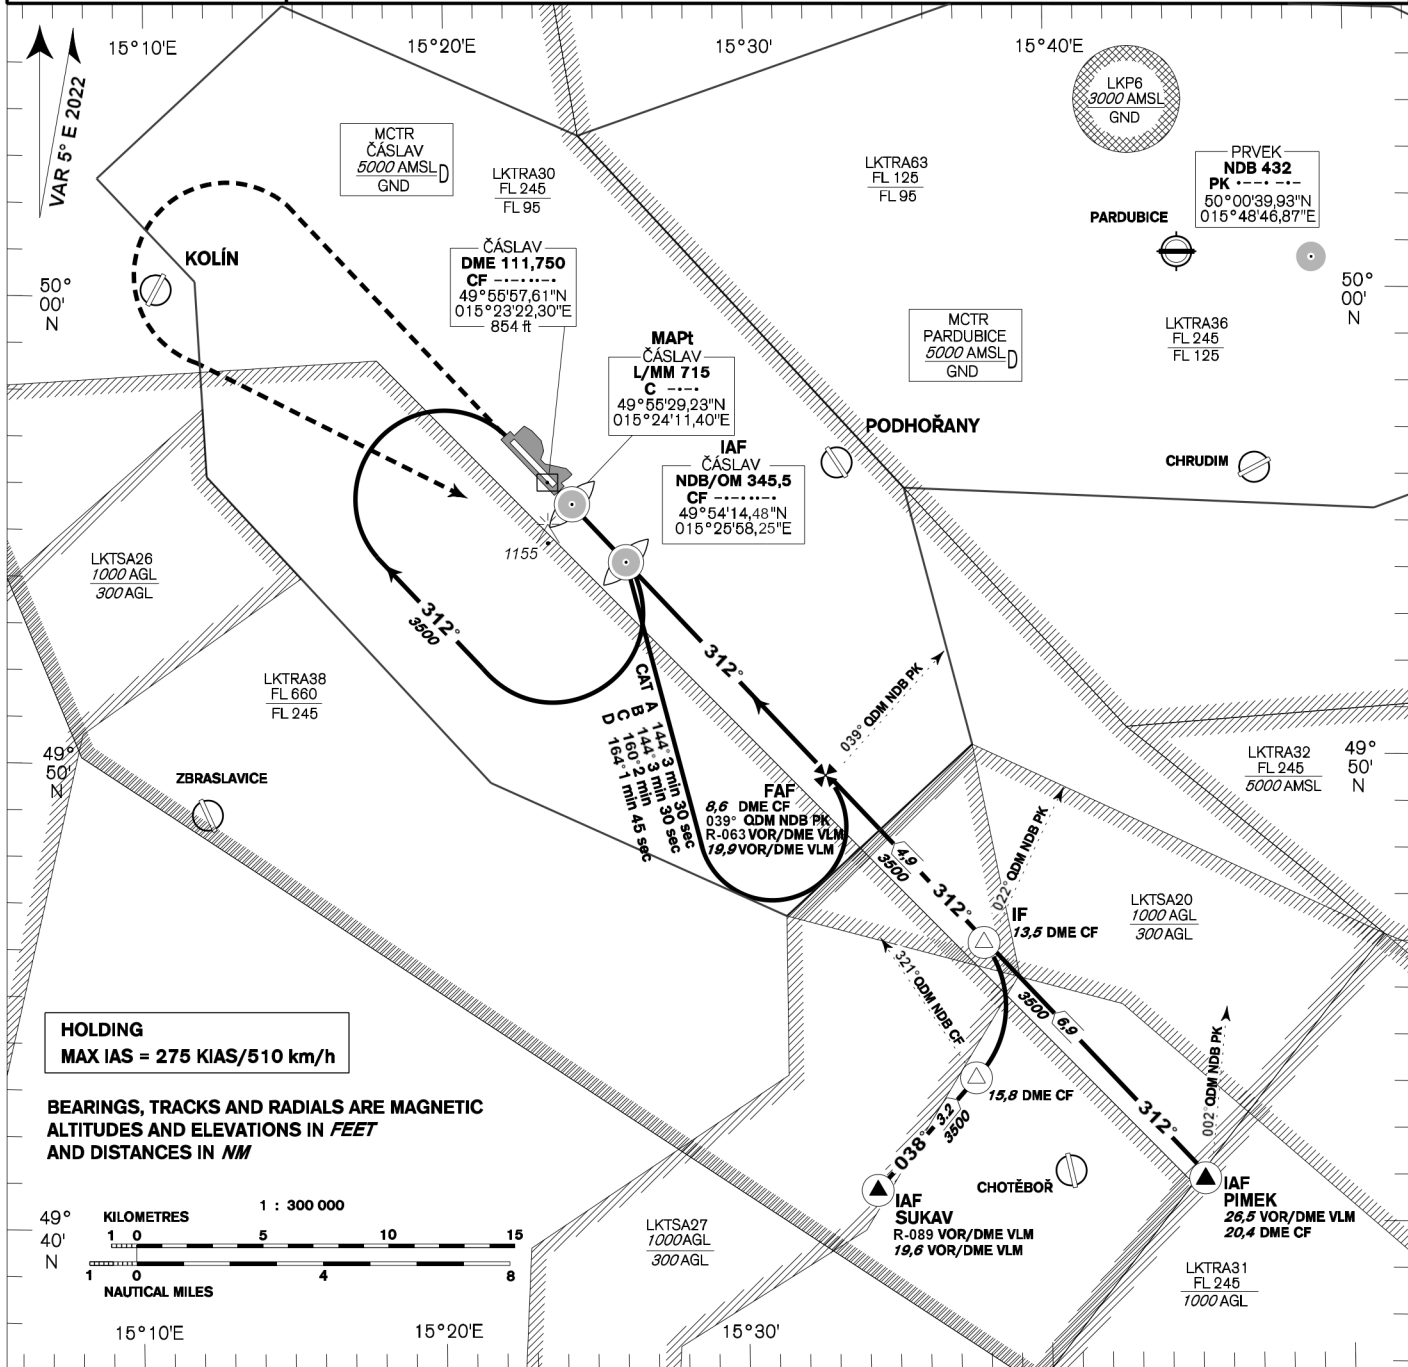 15°10'E
15°20'E
15°30'
15°40'E
VAR 5° E 2022
LKP6
3000 AMSL
GND
MCTR
ČÁSLAV
5000 AMSL D
GND
LKTRA30
FL 245
FL 95
LKTRA63
FL 125
FL 95
PRVEK
NDB 432
PK ·––· –·–
50°00'39,93"N
015°48'46,87"E
PARDUBICE
KOLÍN
ČÁSLAV
DME 111,750
CF –·–· ··–·
49°55'57,61"N
015°23'22,30"E
854 ft
50°
00'
N
50°
00'
N
MCTR
PARDUBICE
5000 AMSL D
GND
LKTRA36
FL 245
FL 125
MAPt
ČÁSLAV
L/MM 715
C –·–·
49°55'29,23"N
015°24'11,40"E
PODHOŘANY
IAF
ČÁSLAV
NDB/OM 345,5
CF –·–· ··–·
49°54'14,48"N
015°25'58,25"E
CHRUDIM
1155
LKTSA26
1000 AGL
300 AGL
312°
3500
312°
LKTRA38
FL 660
FL 245
CAT A 144° 3 min 30 sec
B 144° 3 min 30 sec
C 160° 2 min
D 164° 1 min 45 sec
039° QDM NDB PK
49°
50'
N
ZBRASLAVICE
FAF
8,6 DME CF
039° QDM NDB PK
R-063 VOR/DME VLM
19,9 VOR/DME VLM
LKTRA32
FL 245
5000 AMSL
49°
50'
N
4,9
3500
312°
022° QDM NDB PK
IF
13,5 DME CF
LKTSA20
1000 AGL
300 AGL
321° QDM NDB CF
3500
6,9
002° QDM NDB PK
HOLDING
MAX IAS = 275 KIAS/510 km/h
15,8 DME CF
312°
BEARINGS, TRACKS AND RADIALS ARE MAGNETIC
ALTITUDES AND ELEVATIONS IN FEET
AND DISTANCES IN NM
038°
3.2
3500
CHOTĚBOŘ
IAF
SUKAV
R-089 VOR/DME VLM
19,6 VOR/DME VLM
IAF
PIMEK
26,5 VOR/DME VLM
20,4 DME CF
1 : 300 000
KILOMETRES
1 0 5 10 15
1 0 4 8
NAUTICAL MILES
49°
40'
N
LKTSA27
1000AGL
300 AGL
LKTRA31
FL 245
1000 AGL
15°10'E
15°20'E
15°30'